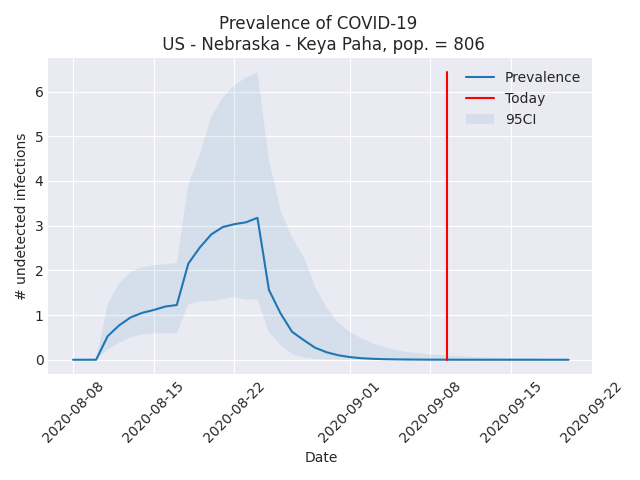 Prevalence of COVID-19
US - Nebraska - Keya Paha, pop. = 806
Prevalence
Today
95CI
6
5
4
3
2
1
0
# undetected infections
2020-08-08
2020-08-15
2020-08-22
2020-09-01
2020-09-08
2020-09-15
2020-09-22
Date